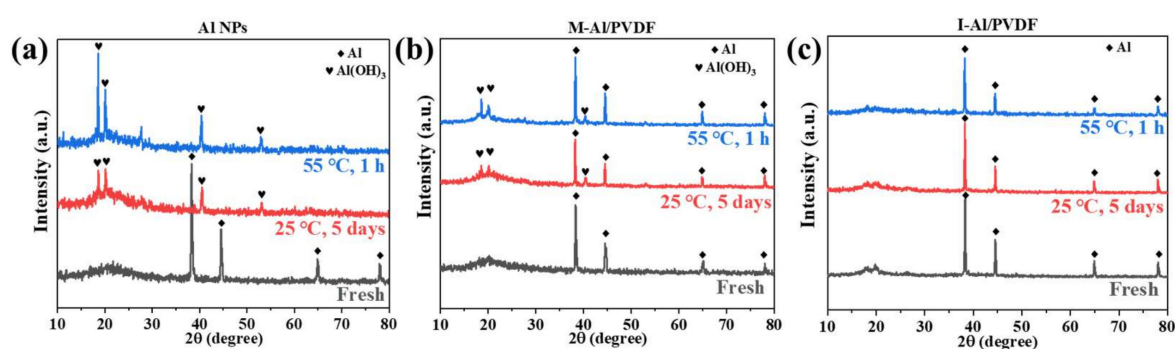 (a)
Al NPs
Intensity (a.u.)
♦ Al
♥ Al(OH)₃
55 °C, 1 h
25 °C, 5 days
Fresh
10 20 30 40 50 60 70 80
2θ (degree)
(b)
M-Al/PVDF
Intensity (a.u.)
♦ Al
♥ Al(OH)₃
55 °C, 1 h
25 °C, 5 days
Fresh
10 20 30 40 50 60 70 80
2θ (degree)
(c)
I-Al/PVDF
Intensity (a.u.)
♦ Al
55 °C, 1 h
25 °C, 5 days
Fresh
10 20 30 40 50 60 70 80
2θ (degree)